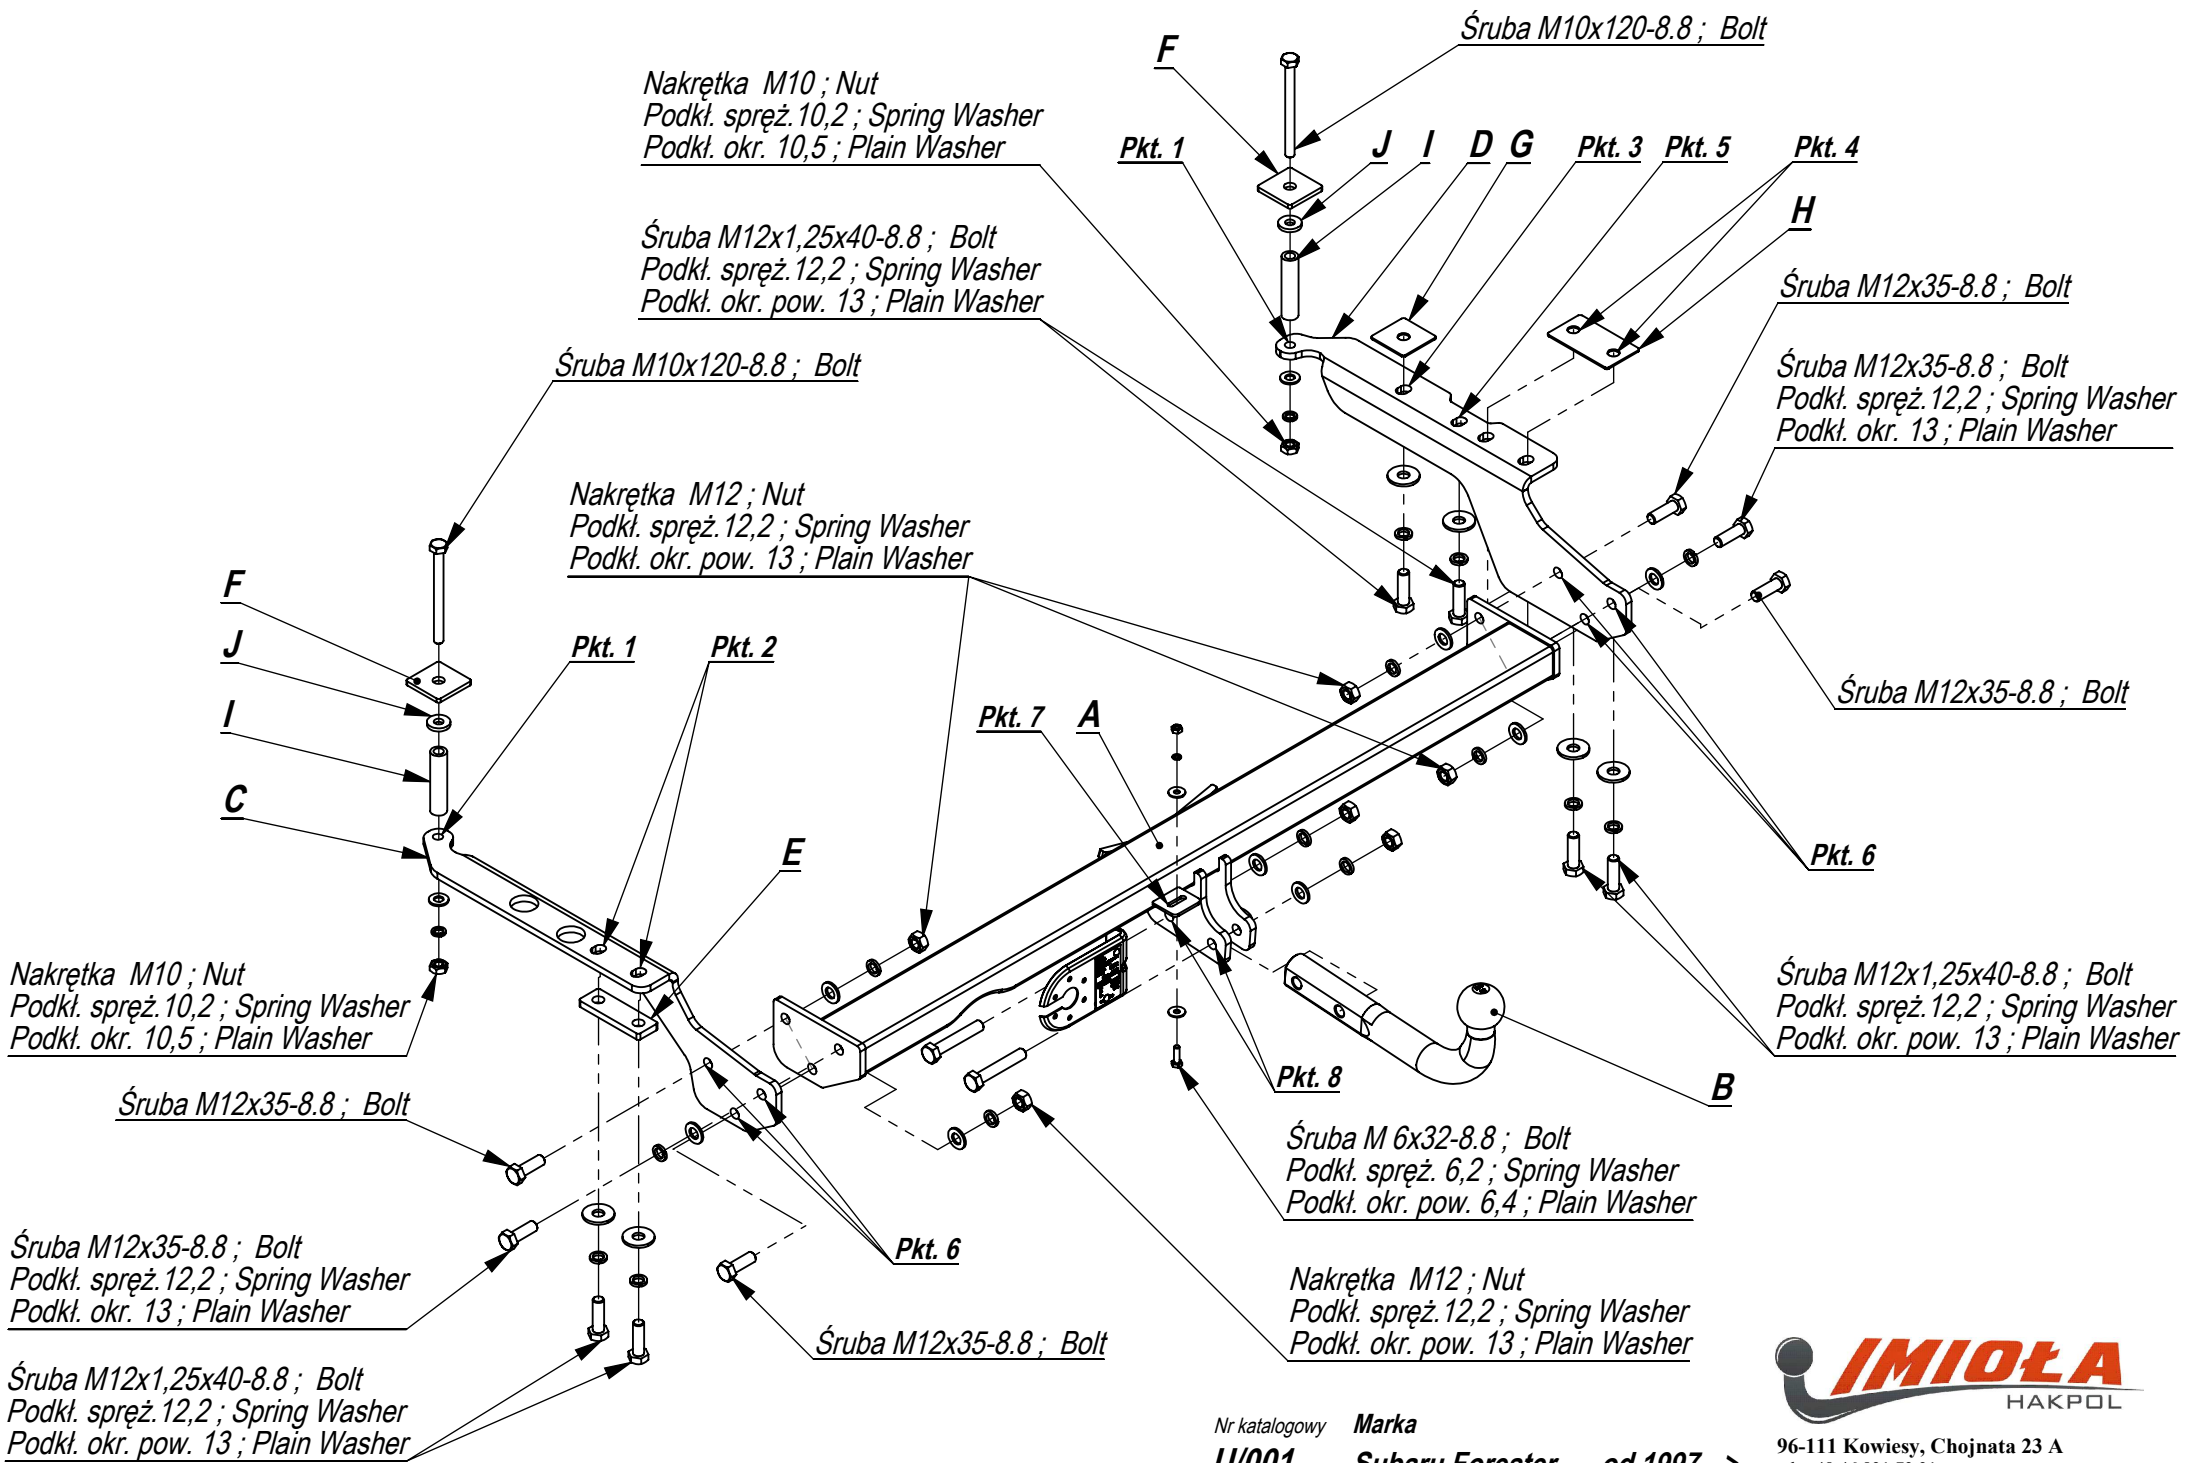 Śruba M10x120-8.8 ; Bolt
F
Nakrętka M10 ; Nut
Podkł. spręż.10,2 ; Spring Washer
Podkł. okr. 10,5 ; Plain Washer
Pkt. 1
J
I
D
G
Pkt. 3
Pkt. 5
Pkt. 4
H
Śruba M12x1,25x40-8.8 ; Bolt
Podkł. spręż.12,2 ; Spring Washer
Podkł. okr. pow. 13 ; Plain Washer
Śruba M12x35-8.8 ; Bolt
Śruba M10x120-8.8 ; Bolt
Śruba M12x35-8.8 ; Bolt
Podkł. spręż.12,2 ; Spring Washer
Podkł. okr. 13 ; Plain Washer
Nakrętka M12 ; Nut
Podkł. spręż.12,2 ; Spring Washer
Podkł. okr. pow. 13 ; Plain Washer
F
J
I
C
Pkt. 1
Pkt. 2
Śruba M12x35-8.8 ; Bolt
Pkt. 7
A
E
Pkt. 6
Nakrętka M10 ; Nut
Podkł. spręż.10,2 ; Spring Washer
Podkł. okr. 10,5 ; Plain Washer
Śruba M12x1,25x40-8.8 ; Bolt
Podkł. spręż.12,2 ; Spring Washer
Podkł. okr. pow. 13 ; Plain Washer
Pkt. 8
B
Śruba M12x35-8.8 ; Bolt
Śruba M 6x32-8.8 ; Bolt
Podkł. spręż. 6,2 ; Spring Washer
Podkł. okr. pow. 6,4 ; Plain Washer
Śruba M12x35-8.8 ; Bolt
Podkł. spręż.12,2 ; Spring Washer
Podkł. okr. 13 ; Plain Washer
Pkt. 6
Nakrętka M12 ; Nut
Podkł. spręż.12,2 ; Spring Washer
Podkł. okr. pow. 13 ; Plain Washer
Śruba M12x35-8.8 ; Bolt
Śruba M12x1,25x40-8.8 ; Bolt
Podkł. spręż.12,2 ; Spring Washer
Podkł. okr. pow. 13 ; Plain Washer
IMIOŁA
HAKPOL
Nr katalogowy Marka
U/001 Subaru Forester od 1997 ->
96-111 Kowiesy, Chojnata 23 A